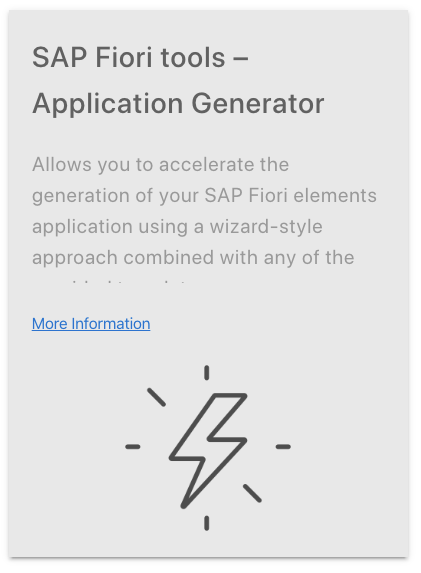 SAP Fiori tools –
Application Generator
Allows you to accelerate the
generation of your SAP Fiori elements
application using a wizard-style
approach combined with any of the
More Information